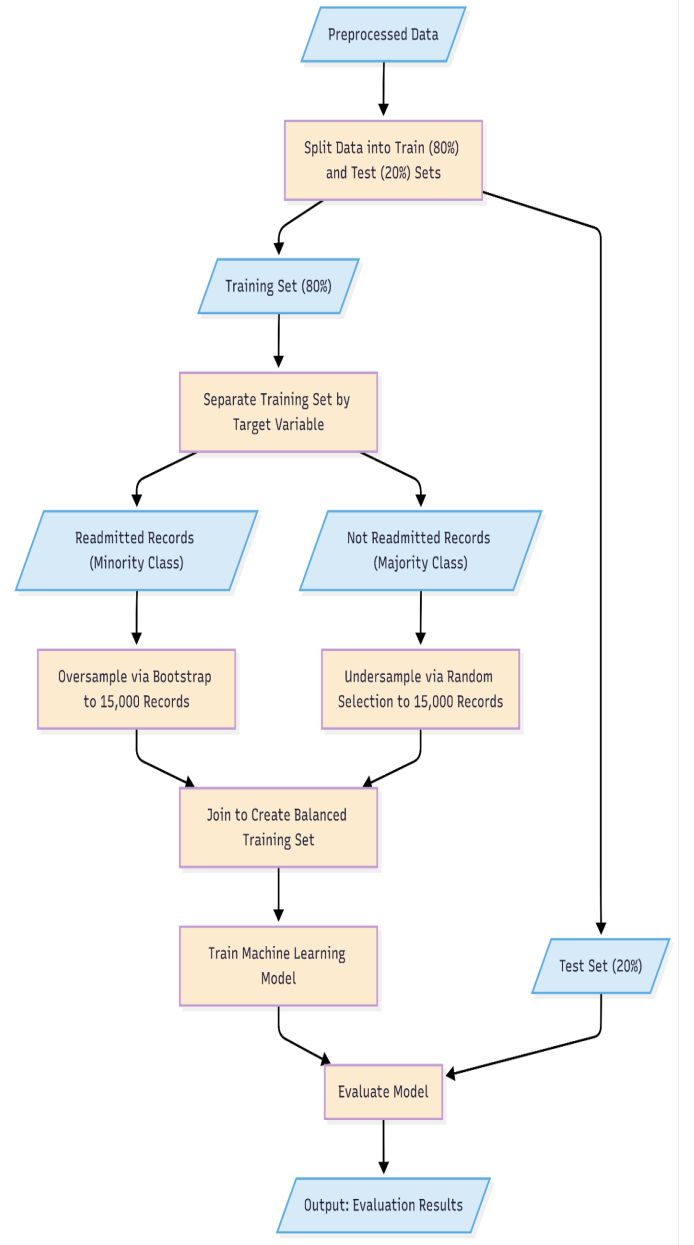 Preprocessed Data
Split Data into Train (80%)
and Test (20%) Sets
Training Set (80%)
Separate Training Set by
Target Variable
Readmitted Records
(Minority Class)
Not Readmitted Records
(Majority Class)
Oversample via Bootstrap
to 15,000 Records
Undersample via Random
Selection to 15,000 Records
Join to Create Balanced
Training Set
Train Machine Learning
Model
Test Set (20%)
Evaluate Model
Output: Evaluation Results